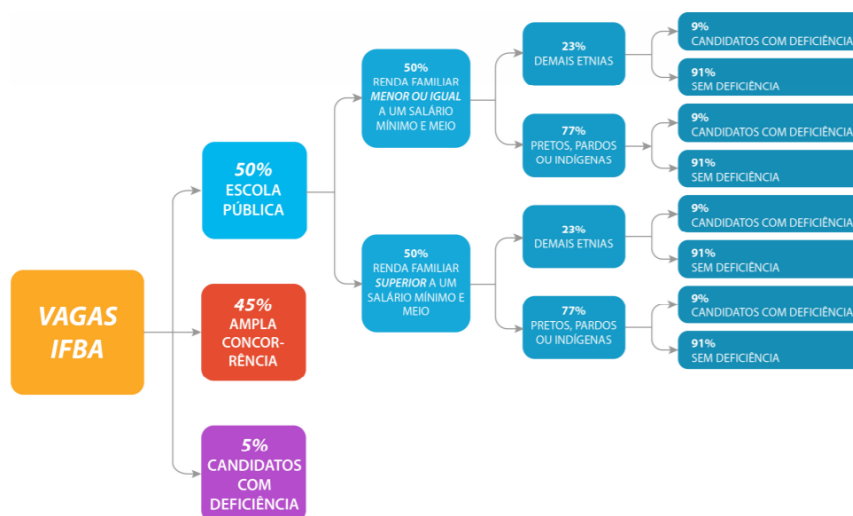 VAGAS
IFBA
50%
ESCOLA
PÚBLICA
45%
AMPLA
CONCOR-
RÊNCIA
5%
CANDIDATOS
COM
DEFICIÊNCIA
50%
RENDA FAMILIAR
MENOR OU IGUAL
A UM SALÁRIO
MÍNIMO E MEIO
50%
RENDA FAMILIAR
SUPERIOR A UM
SALÁRIO MÍNIMO E
MEIO
23%
DEMAIS ETNIAS
77%
PRETOS, PARDOS
OU INDÍGENAS
23%
DEMAIS ETNIAS
77%
PRETOS, PARDOS
OU INDÍGENAS
9%
CANDIDATOS COM DEFICIÊNCIA
91%
SEM DEFICIÊNCIA
9%
CANDIDATOS COM DEFICIÊNCIA
91%
SEM DEFICIÊNCIA
9%
CANDIDATOS COM DEFICIÊNCIA
91%
SEM DEFICIÊNCIA
9%
CANDIDATOS COM DEFICIÊNCIA
91%
SEM DEFICIÊNCIA